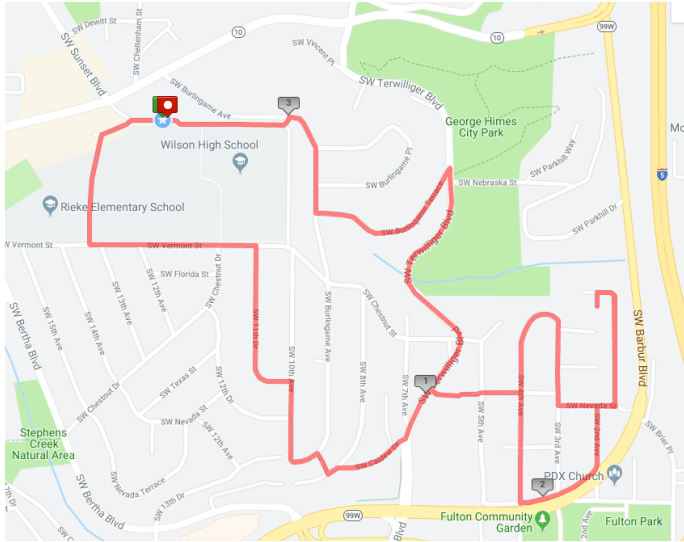 SW Dewitt St
SW Cheltenham St
SW Sunset Blvd
10
SW Vincent Pl
10
99W
SW Terwilliger Blvd
SW Burlingame Ave
3
George Himes
City Park
Wilson High School
SW Parkhill Way
Mo
5
SW Burlingame Pl
SW Nebraska St
Rieke Elementary School
SW Burlingame Terrace
SW Parkhill Dr
SW Terwilliger Blvd
W Vermont St
SW Vermont St
SW Chestnut Dr
SW Florida St
SW 12th Ave
SW 13th Ave
SW 14th Ave
SW 15th Ave
SW Bertha Blvd
SW 11th Dr
SW 10th Ave
SW Burlingame Ave
SW Chestnut St
SW 8th Ave
SW 7th Ave
SW Terwilliger Blvd
SW Barbur Blvd
SW Texas St
SW 12th Dr
SW Chestnut Dr
1
SW 5th Ave
SW 4th Ave
SW 3rd Ave
SW 2nd Ave
SW Nevada St
SW Nevada St
SW Brier Pl
Stephens
Creek
Natural Area
SW 12th Ave
SW Caldew Dr
SW Nevada Terrace
SW 13th Dr
SW Bertha Blvd
17th Dr
PDX Church
2
99W
Blvd
Fulton Community
Garden
2nd Ave
Fulton Park